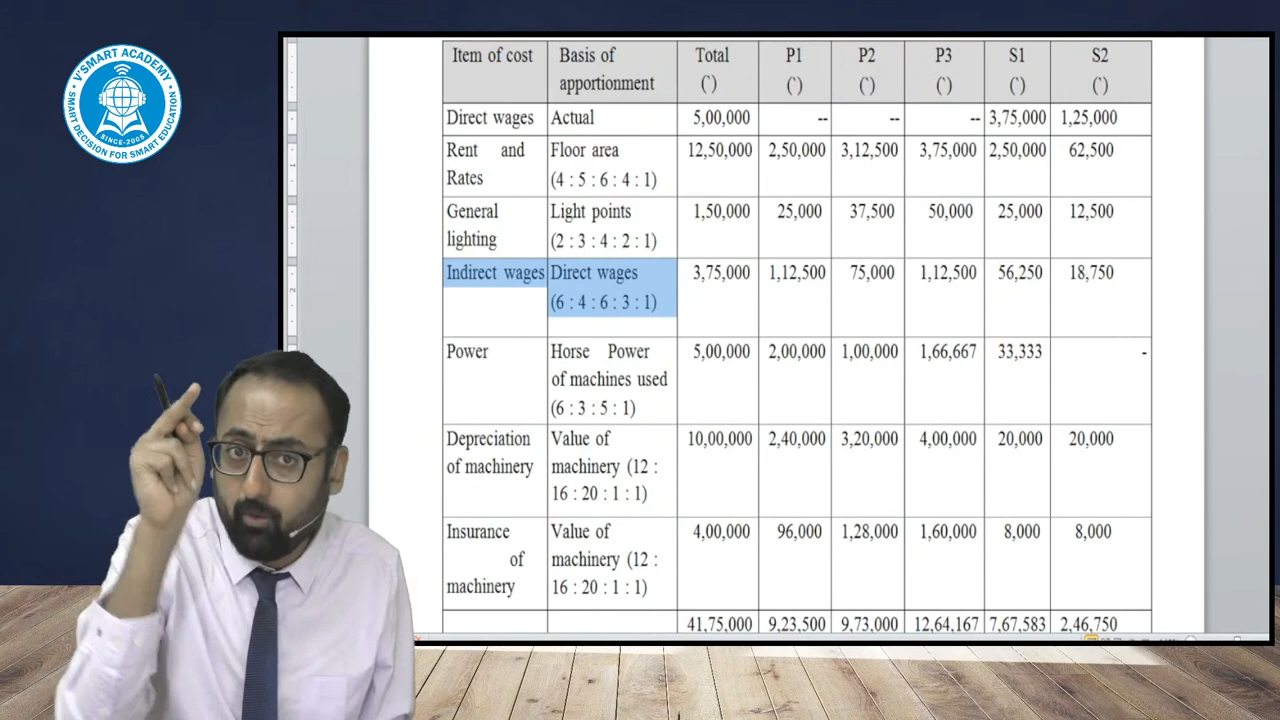 V'SMART ACADEMY
SINCE-2005
SMART DECISION FOR SMART EDUCATION
Item of cost Basis of apportionment Total (`) P1 (`) P2 (`) P3 (`) S1 (`) S2 (`)
Direct wages Actual 5,00,000 -- -- -- 3,75,000 1,25,000
Rent and Rates Floor area (4 : 5 : 6 : 4 : 1) 12,50,000 2,50,000 3,12,500 3,75,000 2,50,000 62,500
General lighting Light points (2 : 3 : 4 : 2 : 1) 1,50,000 25,000 37,500 50,000 25,000 12,500
Indirect wages Direct wages (6 : 4 : 6 : 3 : 1) 3,75,000 1,12,500 75,000 1,12,500 56,250 18,750
Power Horse Power of machines used (6 : 3 : 5 : 1) 5,00,000 2,00,000 1,00,000 1,66,667 33,333 -
Depreciation of machinery Value of machinery (12 : 16 : 20 : 1 : 1) 10,00,000 2,40,000 3,20,000 4,00,000 20,000 20,000
Insurance of machinery Value of machinery (12 : 16 : 20 : 1 : 1) 4,00,000 96,000 1,28,000 1,60,000 8,000 8,000
41,75,000 9,23,500 9,73,000 12,64,167 7,67,583 2,46,750